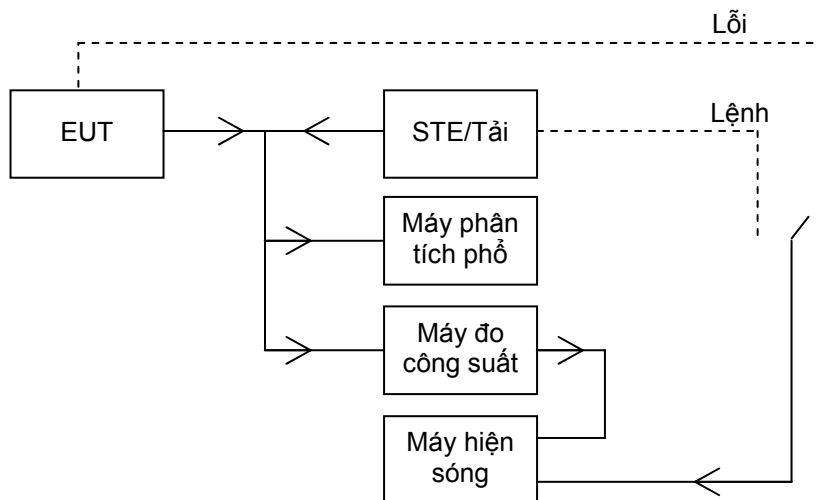 Lỗi
EUT
STE/Tải
Lệnh
Máy phân
tích phổ
Máy đo
công suất
Máy hiện
sóng